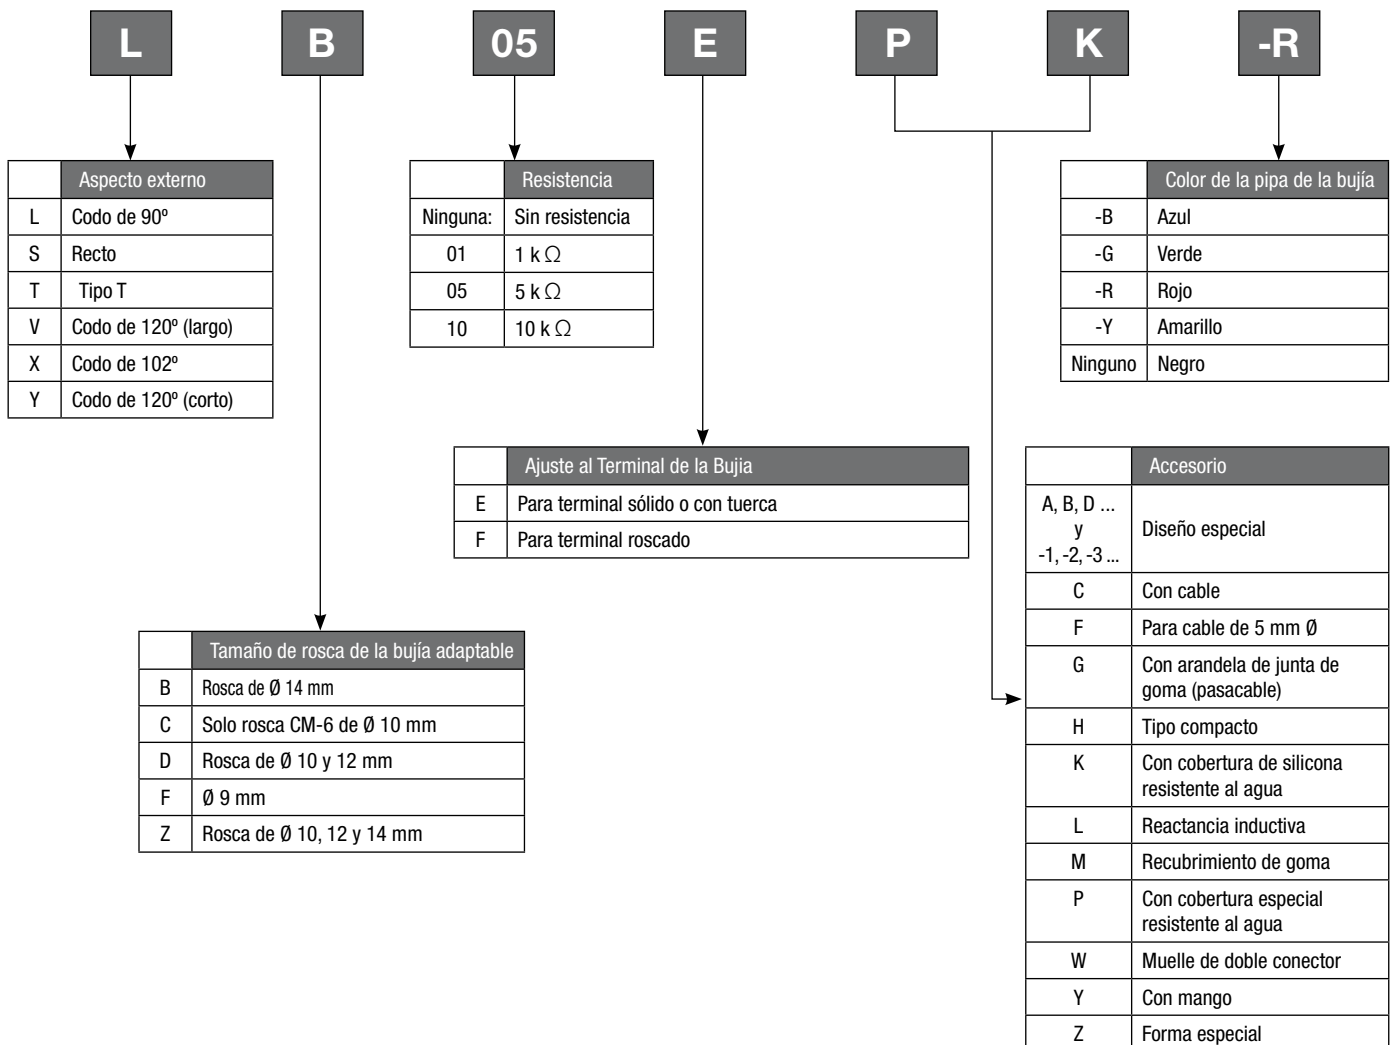 L B 05 E P K -R
Aspecto externo
L Codo de 90º
S Recto
T Tipo T
V Codo de 120º (largo)
X Codo de 102º
Y Codo de 120º (corto)
Resistencia
Ninguna: Sin resistencia
01 1 k Ω
05 5 k Ω
10 10 k Ω
Color de la pipa de la bujía
-B Azul
-G Verde
-R Rojo
-Y Amarillo
Ninguno Negro
Ajuste al Terminal de la Bujia
E Para terminal sólido o con tuerca
F Para terminal roscado
Tamaño de rosca de la bujía adaptable
B Rosca de Ø 14 mm
C Solo rosca CM-6 de Ø 10 mm
D Rosca de Ø 10 y 12 mm
F Ø 9 mm
Z Rosca de Ø 10, 12 y 14 mm
Accesorio
A, B, D ...
y
-1, -2, -3 ...
Diseño especial
C Con cable
F Para cable de 5 mm Ø
G Con arandela de junta de
goma (pasacable)
H Tipo compacto
K Con cobertura de silicona
resistente al agua
L Reactancia inductiva
M Recubrimiento de goma
P Con cobertura especial
resistente al agua
W Muelle de doble conector
Y Con mango
Z Forma especial